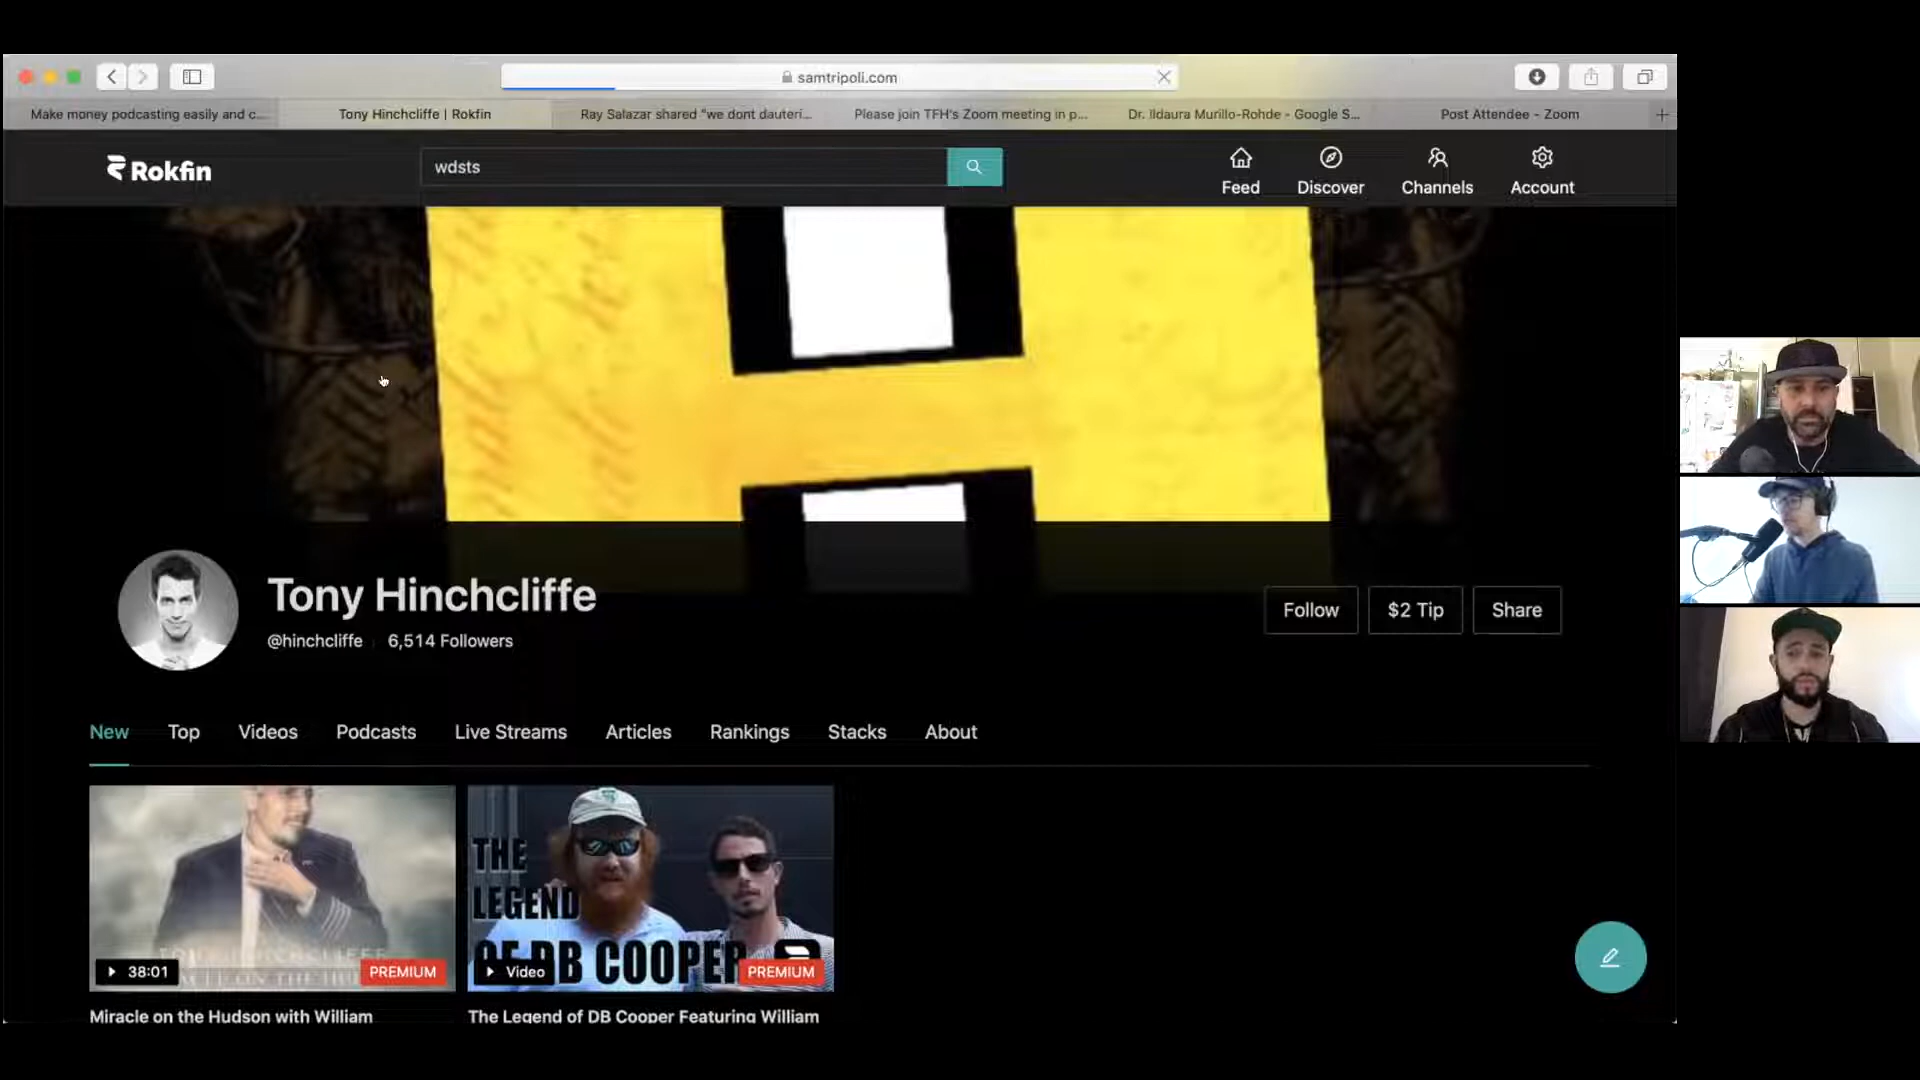 samtripoli.com
Make money podcasting easily and c...
Tony Hinchcliffe | Rokfin
Ray Salazar shared "we dont dauteri...
Please join TFH's Zoom meeting in p...
Dr. Ildaura Murillo-Rohde - Google S...
Post Attendee - Zoom
Rokfin
wdsts
Feed
Discover
Channels
Account
Tony Hinchcliffe
@hinchcliffe
6,514 Followers
Follow
$2 Tip
Share
New
Top
Videos
Podcasts
Live Streams
Articles
Rankings
Stacks
About
38:01
PREMIUM
THE
LEGEND
OF DB COOPER
Video
PREMIUM
Miracle on the Hudson with William
The Legend of DB Cooper Featuring William